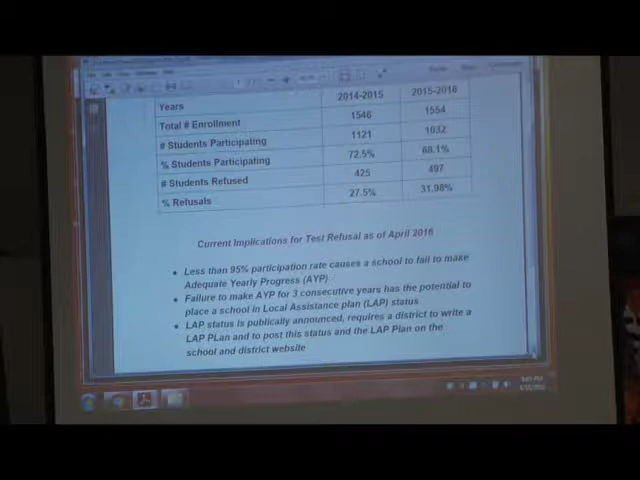 Years 2014-2015 2015-2016
Total # Enrollment 1546 1554
# Students Participating 1121 1032
% Students Participating 72.5% 68.1%
# Students Refused 425 497
% Refusals 27.5% 31.98%
Current Implications for Test Refusal as of April 2016
• Less than 95% participation rate causes a school to fail to make
Adequate Yearly Progress (AYP)
• Failure to make AYP for 3 consecutive years has the potential to
place a school in Local Assistance plan (LAP) status
• LAP status is publically announced, requires a district to write a
LAP PLan and to post this status and the LAP Plan on the
school and district website